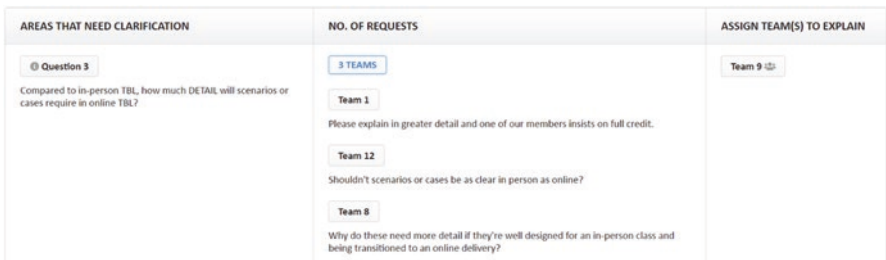 AREAS THAT NEED CLARIFICATION
NO. OF REQUESTS
ASSIGN TEAM(S) TO EXPLAIN
Question 3
Compared to in-person TBL, how much DETAIL will scenarios or
cases require in online TBL?
3 TEAMS
Team 1
Please explain in greater detail and one of our members insists on full credit.
Team 12
Shouldn't scenarios or cases be as clear in person as online?
Team 8
Why do these need more detail if they're well designed for an in-person class and
being transitioned to an online delivery?
Team 9